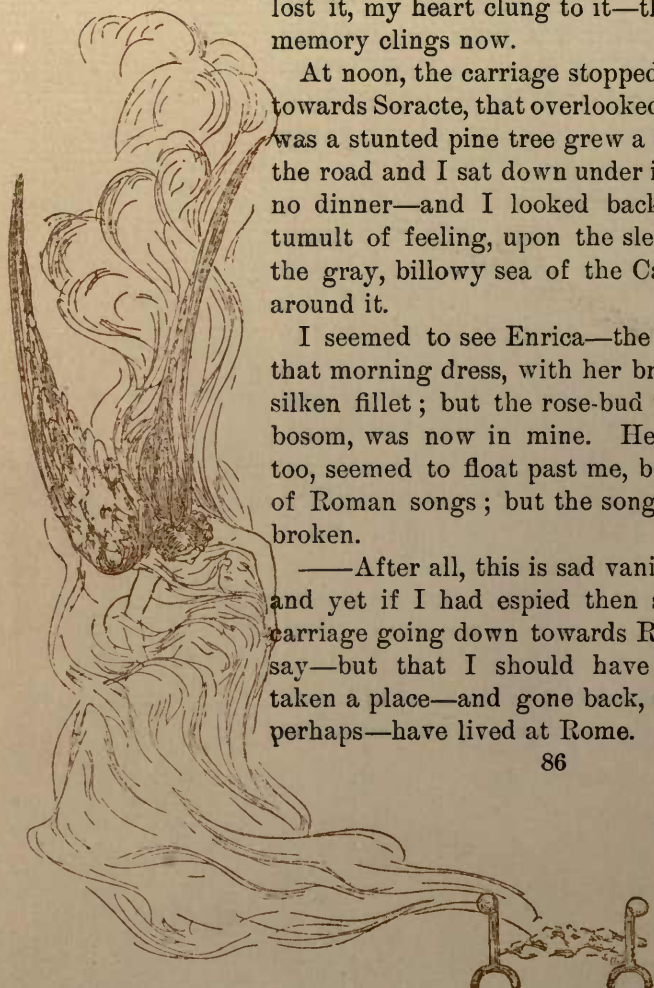 lost it, my heart clung to it—th
memory clings now.
At noon, the carriage stopped
towards Soracte, that overlooked
was a stunted pine tree grew a
the road and I sat down under i
no dinner—and I looked back
tumult of feeling, upon the sle
the gray, billowy sea of the Ca
around it.
I seemed to see Enrica—the
that morning dress, with her br
silken fillet; but the rose-bud
bosom, was now in mine. He
too, seemed to float past me, b
of Roman songs; but the song
broken.
——After all, this is sad vani
and yet if I had espied then s
carriage going down towards R
say—but that I should have
taken a place—and gone back,
perhaps—have lived at Rome.
86